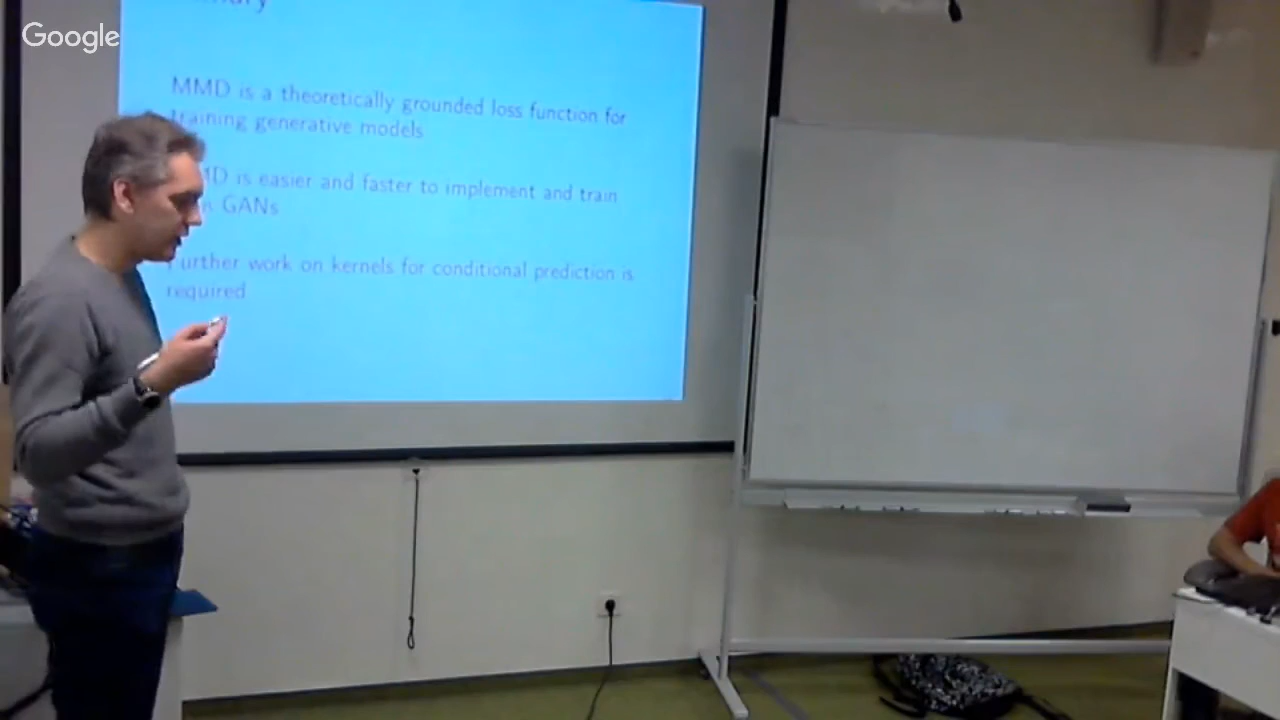 Google
MMD is a theoretically grounded loss function for
training generative models
is easier and faster to implement and train
GANs
Further work on kernels for conditional prediction is
required